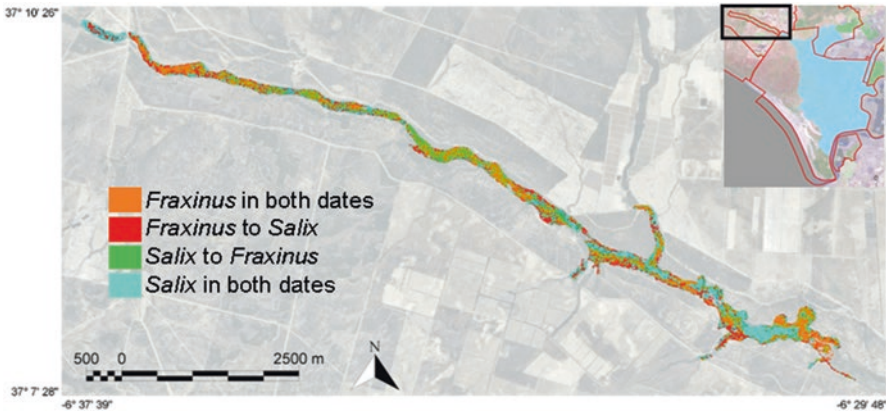 37° 10' 26"
Fraxinus in both dates
Fraxinus to Salix
Salix to Fraxinus
Salix in both dates
500 0 2500 m
N
37° 7' 28"
-6° 37' 39" -6° 29' 48"